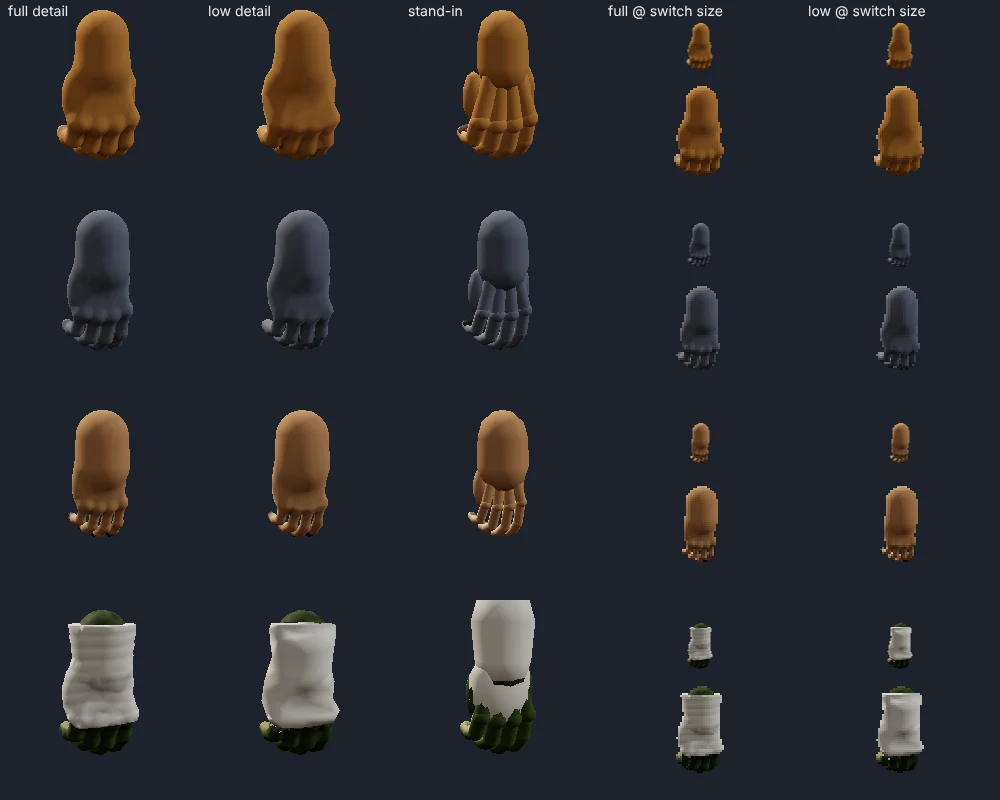 full detail
low detail
stand-in
full @ switch size
low @ switch size